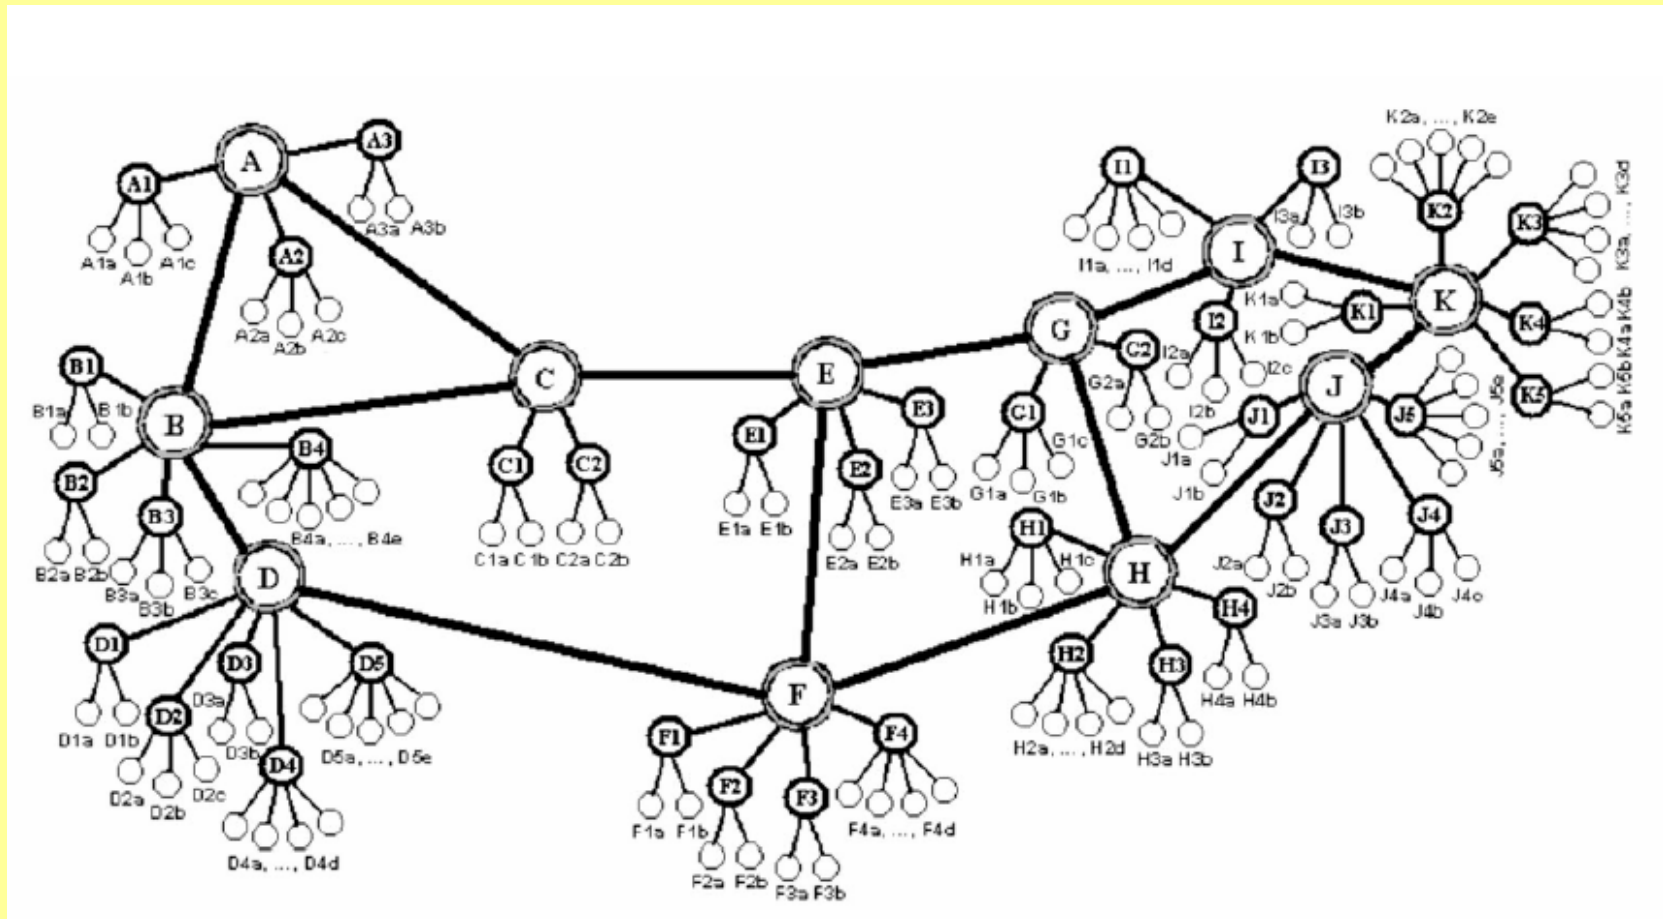 A
A1
A1a
A1b
A1c
A2
A2a
A2b
A2c
A3
A3a
A3b
B
B1
B1a
B1b
B2
B2a
B2b
B3
B3a
B3b
B3c
B4
B4a, ..., B4e
C
C1
C1a
C1b
C2
C2a
C2b
D
D1
D1a
D1b
D2
D2a
D2b
D2c
D3
D3a
D3b
D4
D4a, ..., D4d
D5
D5a, ..., D5e
E
E1
E1a
E1b
E2
E2a
E2b
E3
E3a
E3b
F
F1
F1a
F1b
F2
F2a
F2b
F3
F3a
F3b
F4
F4a, ..., F4d
G
G1
G1a
G1b
G1c
G2
G2a
G2b
H
H1
H1a
H1b
H1c
H2
H2a, ..., H2d
H3
H3a
H3b
H4
H4a
H4b
I
I1
I1a, ..., I1d
I2
I2a
I2b
I2c
I3
I3a
I3b
J
J1
J1a
J1b
J2
J2a
J2b
J3
J3a
J3b
J4
J4a
J4b
J4c
J5
J5a, ..., J5e
K
K1
K1a
K1b
K2
K2a, ..., K2e
K3
K3a, ..., K3d
K4
K4a
K4b
K5
K5a
K5b